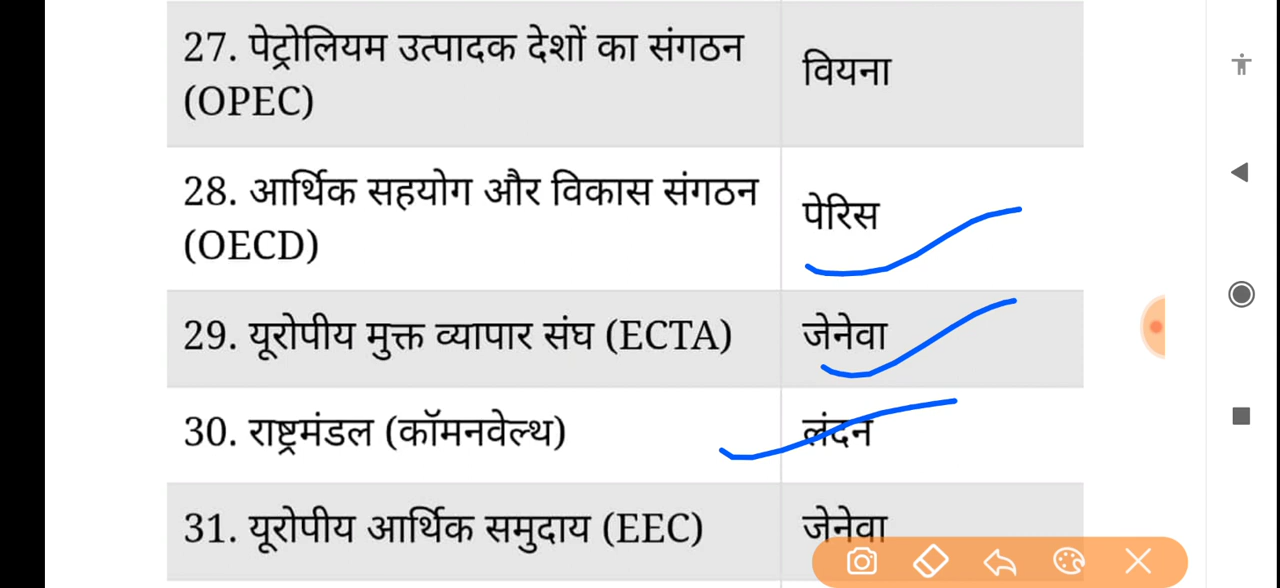 27. पेट्रोलियम उत्पादक देशों का संगठन
(OPEC)
वियना
28. आर्थिक सहयोग और विकास संगठन
(OECD)
पेरिस
29. यूरोपीय मुक्त व्यापार संघ (ECTA)
जेनेवा
30. राष्ट्रमंडल (कॉमनवेल्थ)
लंदन
31. यूरोपीय आर्थिक समुदाय (EEC)
जेनेवा